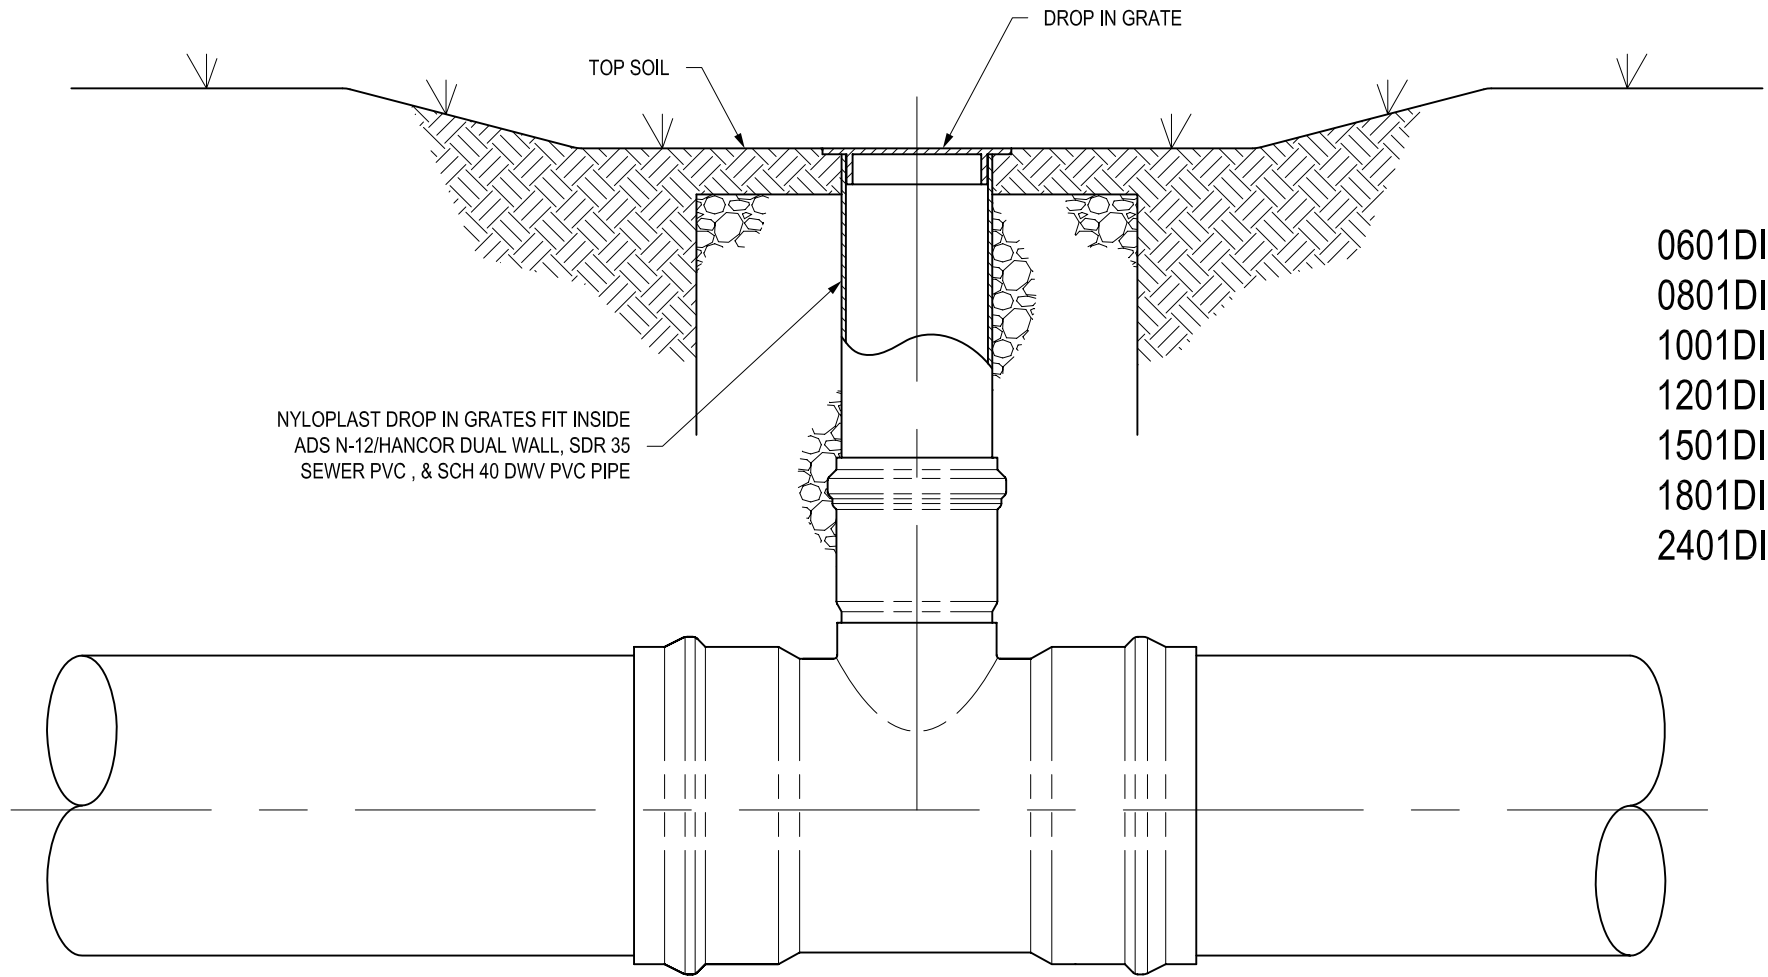 DROP IN GRATE
TOP SOIL
NYLOPLAST DROP IN GRATES FIT INSIDE
ADS N-12/HANCOR DUAL WALL, SDR 35
SEWER PVC , & SCH 40 DWV PVC PIPE
0601DI
0801DI
1001DI
1201DI
1501DI
1801DI
2401DI